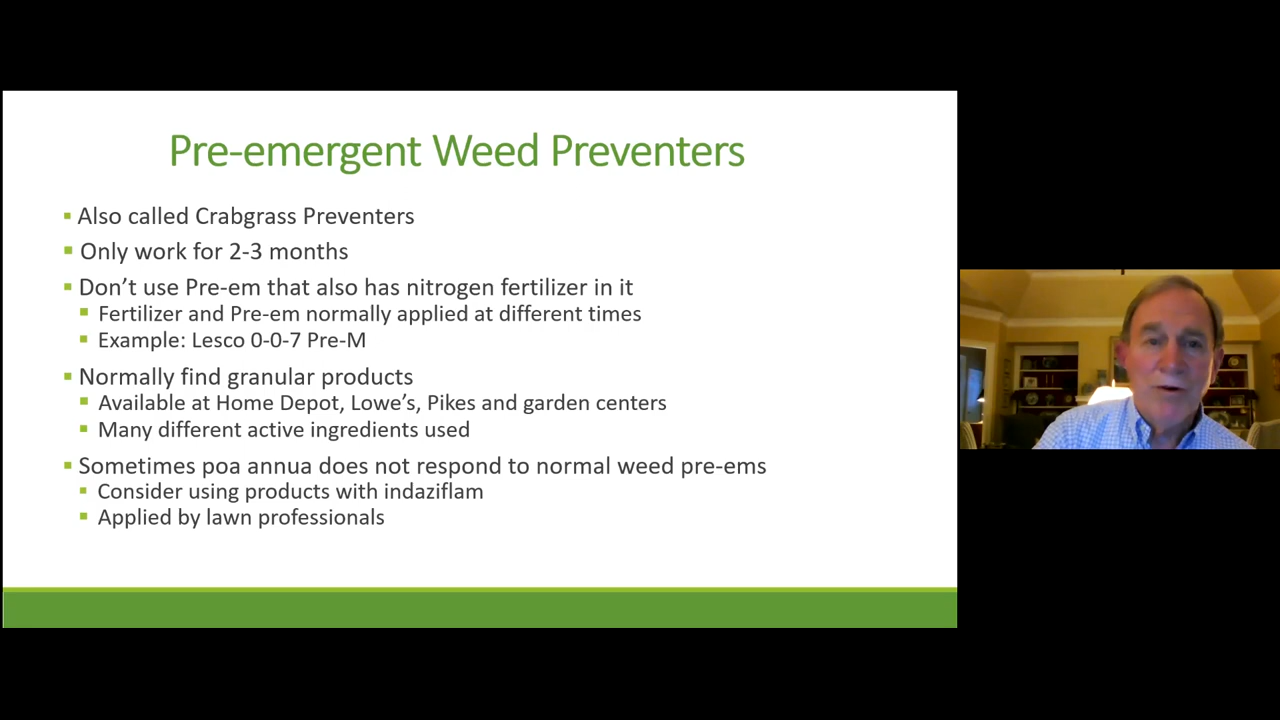 Pre-emergent Weed Preventers
Also called Crabgrass Preventers
Only work for 2-3 months
Don’t use Pre-em that also has nitrogen fertilizer in it
Fertilizer and Pre-em normally applied at different times
Example: Lesco 0-0-7 Pre-M
Normally find granular products
Available at Home Depot, Lowe’s, Pikes and garden centers
Many different active ingredients used
Sometimes poa annua does not respond to normal weed pre-ems
Consider using products with indaziflam
Applied by lawn professionals